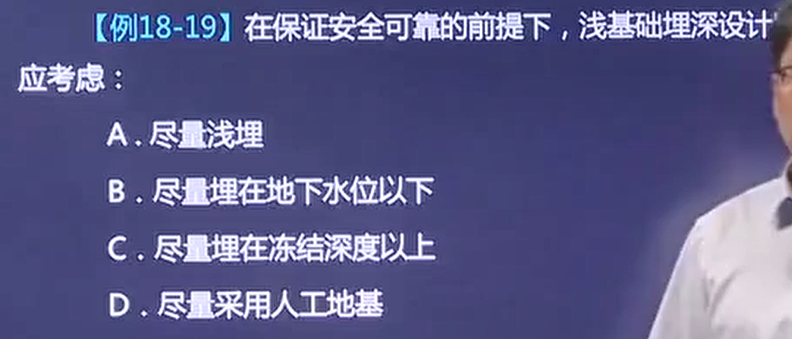 【例18-19】在保证安全可靠的前提下，浅基础埋深设计
应考虑：
A．尽量浅埋
B．尽量埋在地下水位以下
C．尽量埋在冻结深度以上
D．尽量采用人工地基